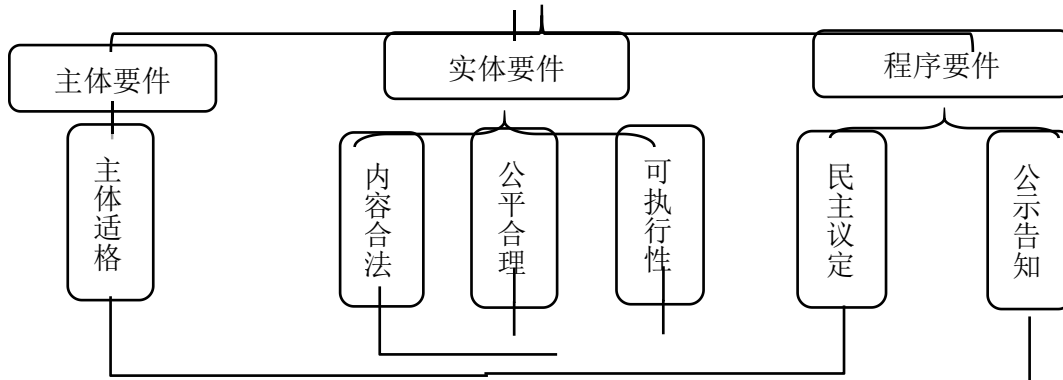 主体要件
实体要件
程序要件
主体适格
内容合法
公平合理
可执行性
民主议定
公示告知